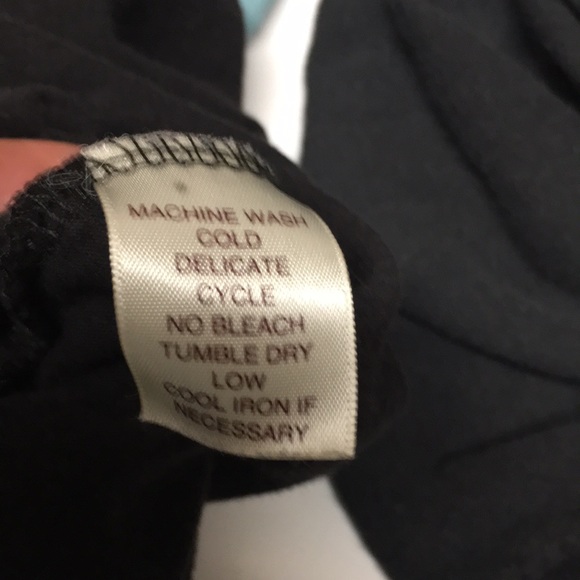 MACHINE WASH
COLD
DELICATE
CYCLE
NO BLEACH
TUMBLE DRY
LOW
COOL IRON IF
NECESSARY